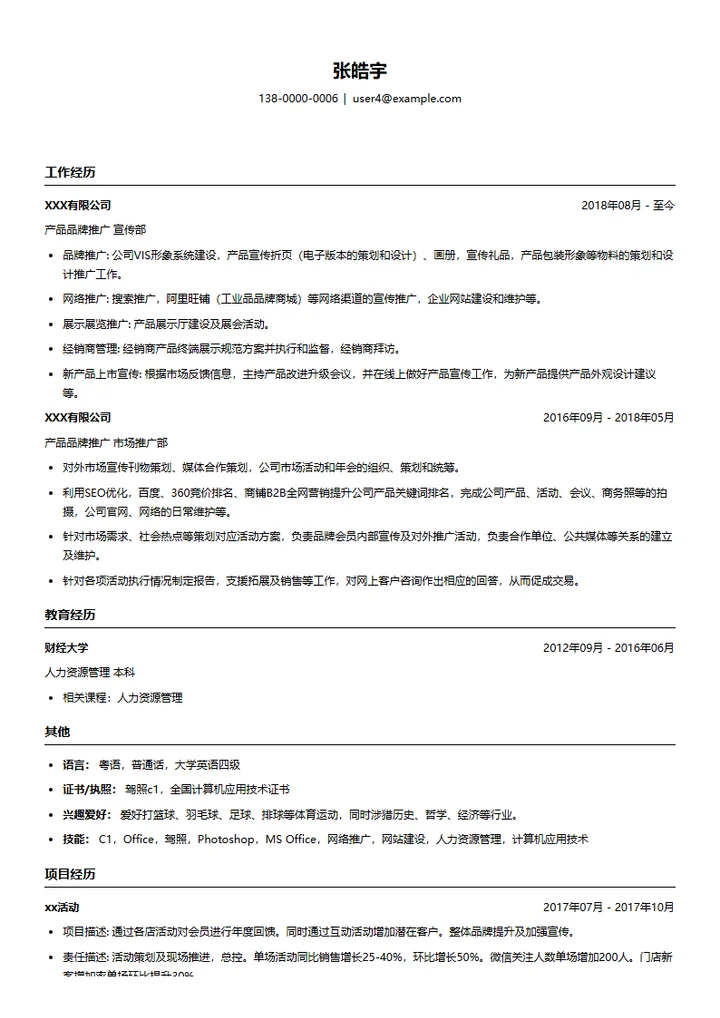 张皓宇
138-0000-0006 | user4@example.com
工作经历
XXX有限公司 2018年08月 - 至今
产品品牌推广 宣传部
• 品牌推广: 公司VIS形象系统建设，产品宣传折页（电子版本的策划和设计）、画册，宣传礼品，产品包装形象等物料的策划和设
计推广工作。
• 网络推广: 搜索推广，阿里旺铺（工业品品牌商城）等网络渠道的宣传推广，企业网站建设和维护等。
• 展示展览推广: 产品展示厅建设及展会活动。
• 经销商管理: 经销商产品终端展示规范方案并执行和监督，经销商拜访。
• 新产品上市宣传: 根据市场反馈信息，主持产品改进升级会议，并在线上做好产品宣传工作，为新产品提供产品外观设计建议
等。
XXX有限公司 2016年09月 - 2018年05月
产品品牌推广 市场推广部
• 对外市场宣传刊物策划、媒体合作策划，公司市场活动和年会的组织、策划和统筹。
• 利用SEO优化，百度、360竞价排名、商铺B2B全网营销提升公司产品关键词排名，完成公司产品、活动、会议、商务照等的拍
摄，公司官网、网络的日常维护等。
• 针对市场需求、社会热点等策划对应活动方案，负责品牌会员内部宣传及对外推广活动，负责合作单位、公共媒体等关系的建立
及维护。
• 针对各项活动执行情况制定报告，支援拓展及销售等工作，对网上客户咨询作出相应的回答，从而促成交易。
教育经历
财经大学 2012年09月 - 2016年06月
人力资源管理 本科
• 相关课程：人力资源管理
其他
• 语言： 粤语，普通话，大学英语四级
• 证书/执照： 驾照c1，全国计算机应用技术证书
• 兴趣爱好： 爱好打篮球、羽毛球、足球、排球等体育运动，同时涉猎历史、哲学、经济等行业。
• 技能： C1，Office，驾照，Photoshop，MS Office，网络推广，网站建设，人力资源管理，计算机应用技术
项目经历
xx活动 2017年07月 - 2017年10月
• 项目描述: 通过各店活动对会员进行年度回馈。同时通过互动活动增加潜在客户。整体品牌提升及加强宣传。
• 责任描述: 活动策划及现场推进，总控。单场活动同比销售增长25-40%，环比增长50%。微信关注人数单场增加200人。门店新
客增加率单场环比提升30%